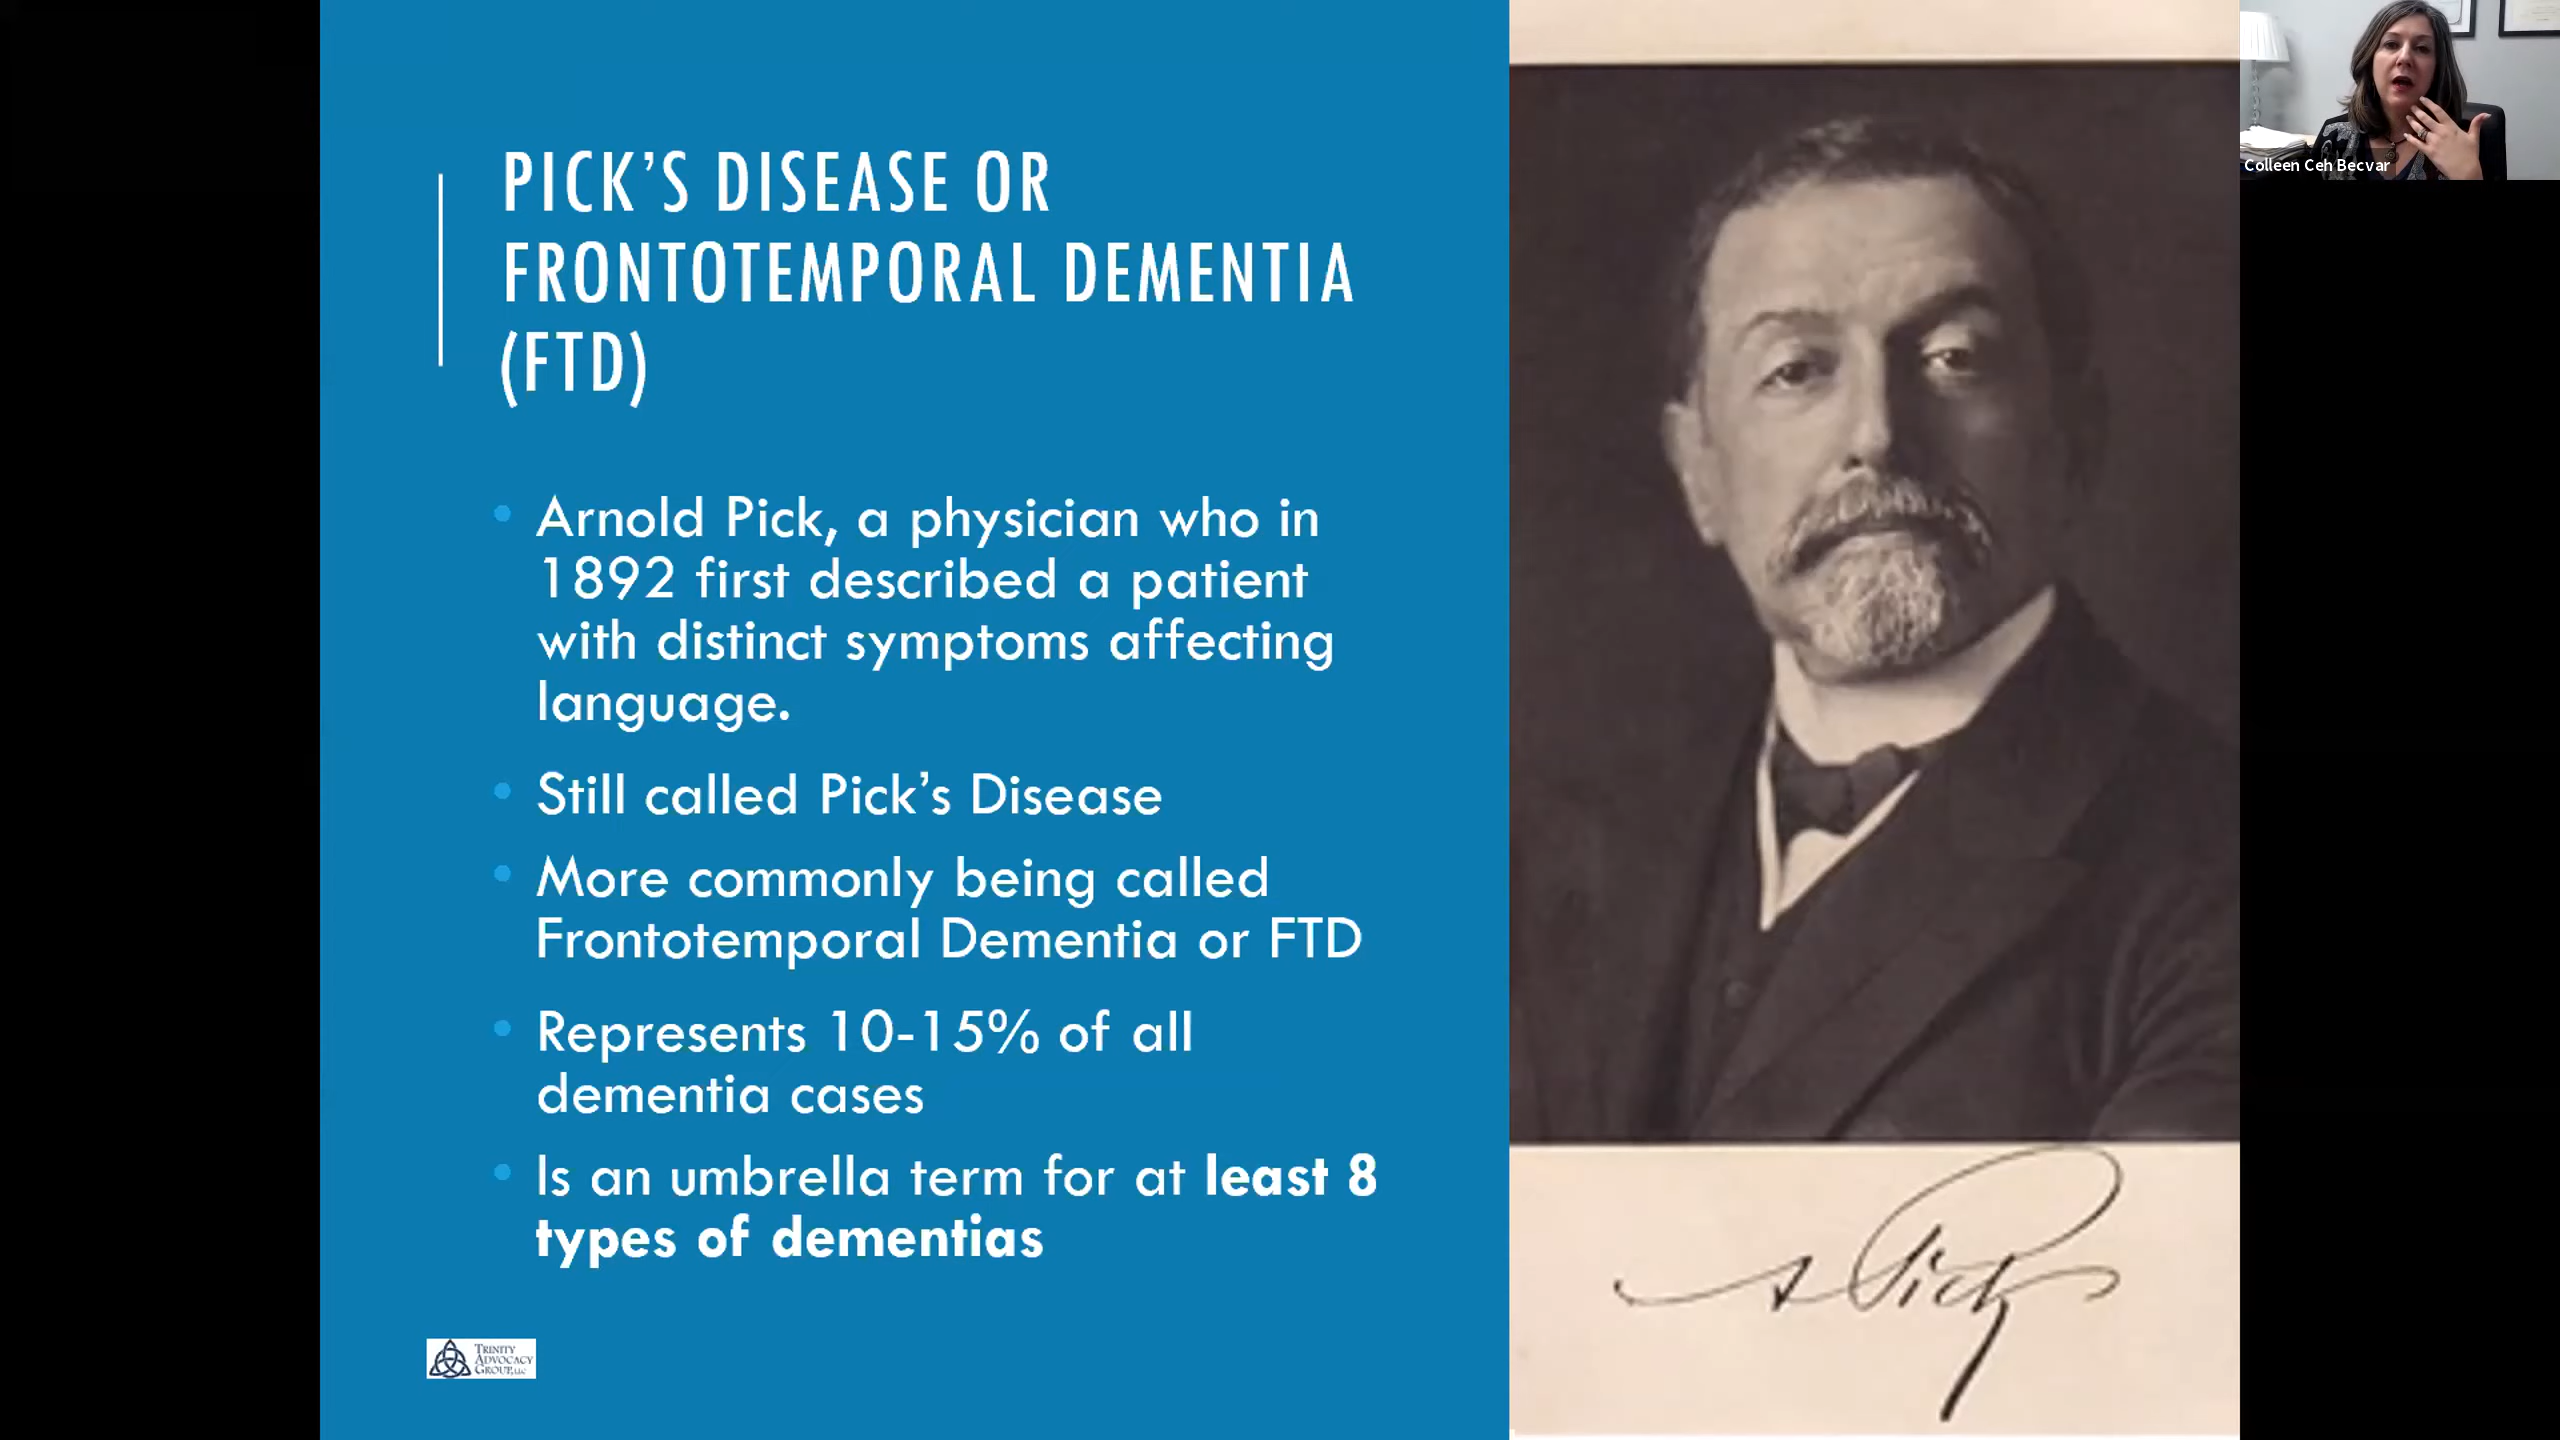 PICK’S DISEASE OR
FRONTOTEMPORAL DEMENTIA
(FTD)
• Arnold Pick, a physician who in
1892 first described a patient
with distinct symptoms affecting
language.
• Still called Pick’s Disease
• More commonly being called
Frontotemporal Dementia or FTD
• Represents 10-15% of all
dementia cases
• Is an umbrella term for at least 8
types of dementias
TRINITY
ADVOCACY
GROUP, LLC
A Pick
Colleen Ceh Becvar